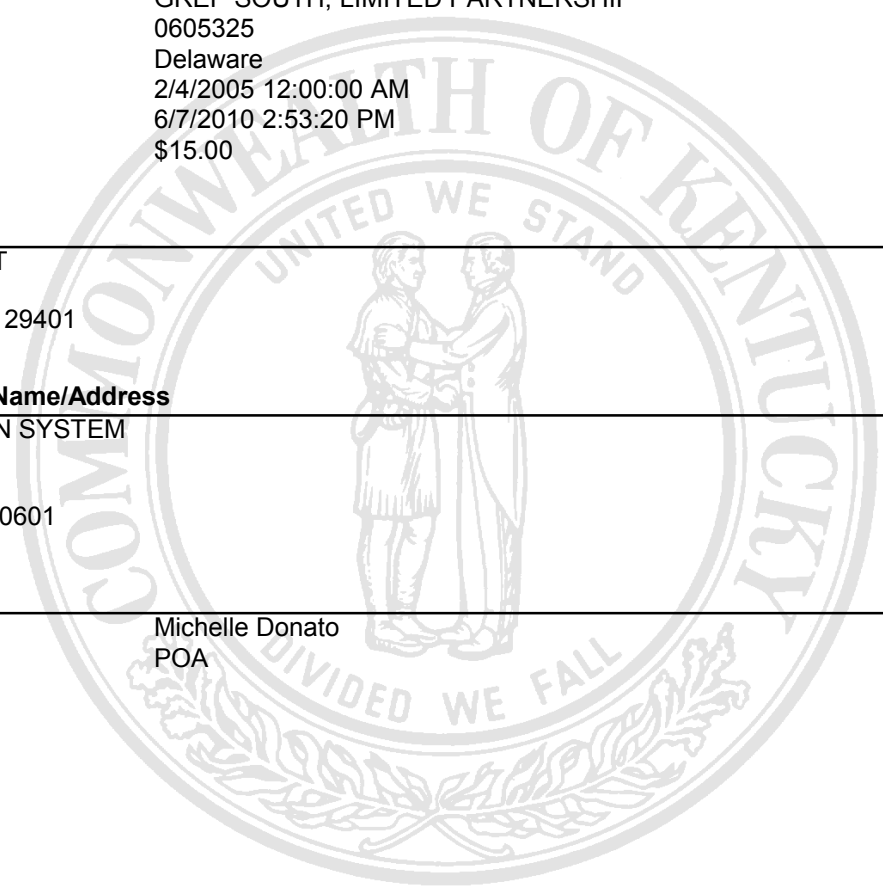 SOUTH, LIMITED PARTNERSHIP
0605325
Delaware
2/4/2005 12:00:00 AM
6/7/2010 2:53:20 PM
$15.00
T
29401
Name/Address
N SYSTEM
0601
Michelle Donato
POA
COMMONWEALTH OF KENTUCKY
UNITED WE STAND
DIVIDED WE FALL